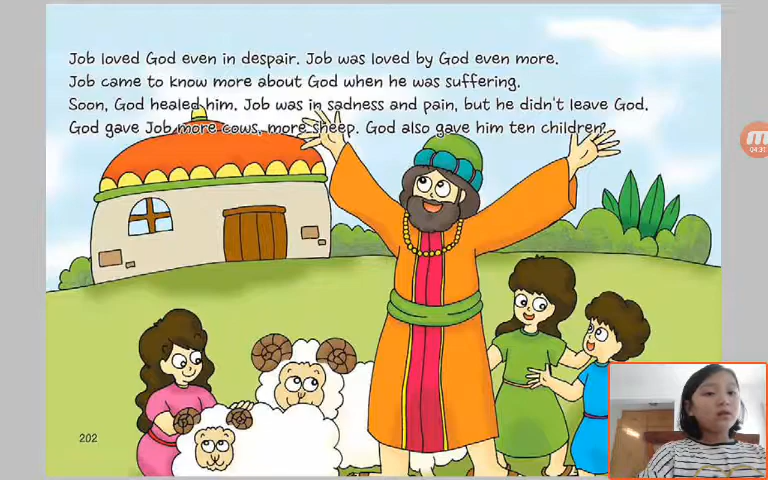 Job loved God even in despair. Job was loved by God even more.
Job came to know more about God when he was suffering.
Soon, God healed him. Job was in sadness and pain, but he didn't leave God.
God gave Job more cows, more sheep. God also gave him ten children.
202
M
04:31